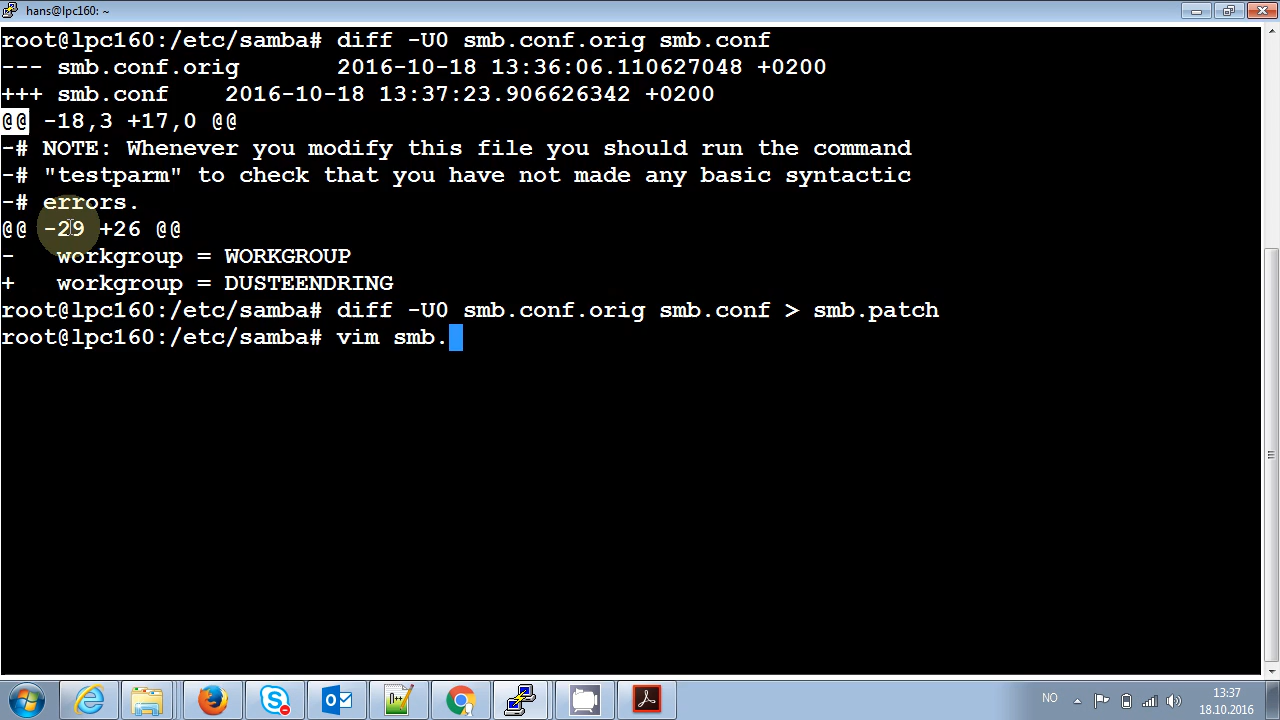 hans@lpc160: ~
root@lpc160:/etc/samba# diff -U0 smb.conf.orig smb.conf
--- smb.conf.orig 2016-10-18 13:36:06.110627048 +0200
+++ smb.conf 2016-10-18 13:37:23.906626342 +0200
@@ -18,3 +17,0 @@
-# NOTE: Whenever you modify this file you should run the command
-# "testparm" to check that you have not made any basic syntactic
-# errors.
@@ -29 +26 @@
- workgroup = WORKGROUP
+ workgroup = DUSTEENDRING
root@lpc160:/etc/samba# diff -U0 smb.conf.orig smb.conf > smb.patch
root@lpc160:/etc/samba# vim smb.
NO
13:37
18.10.2016